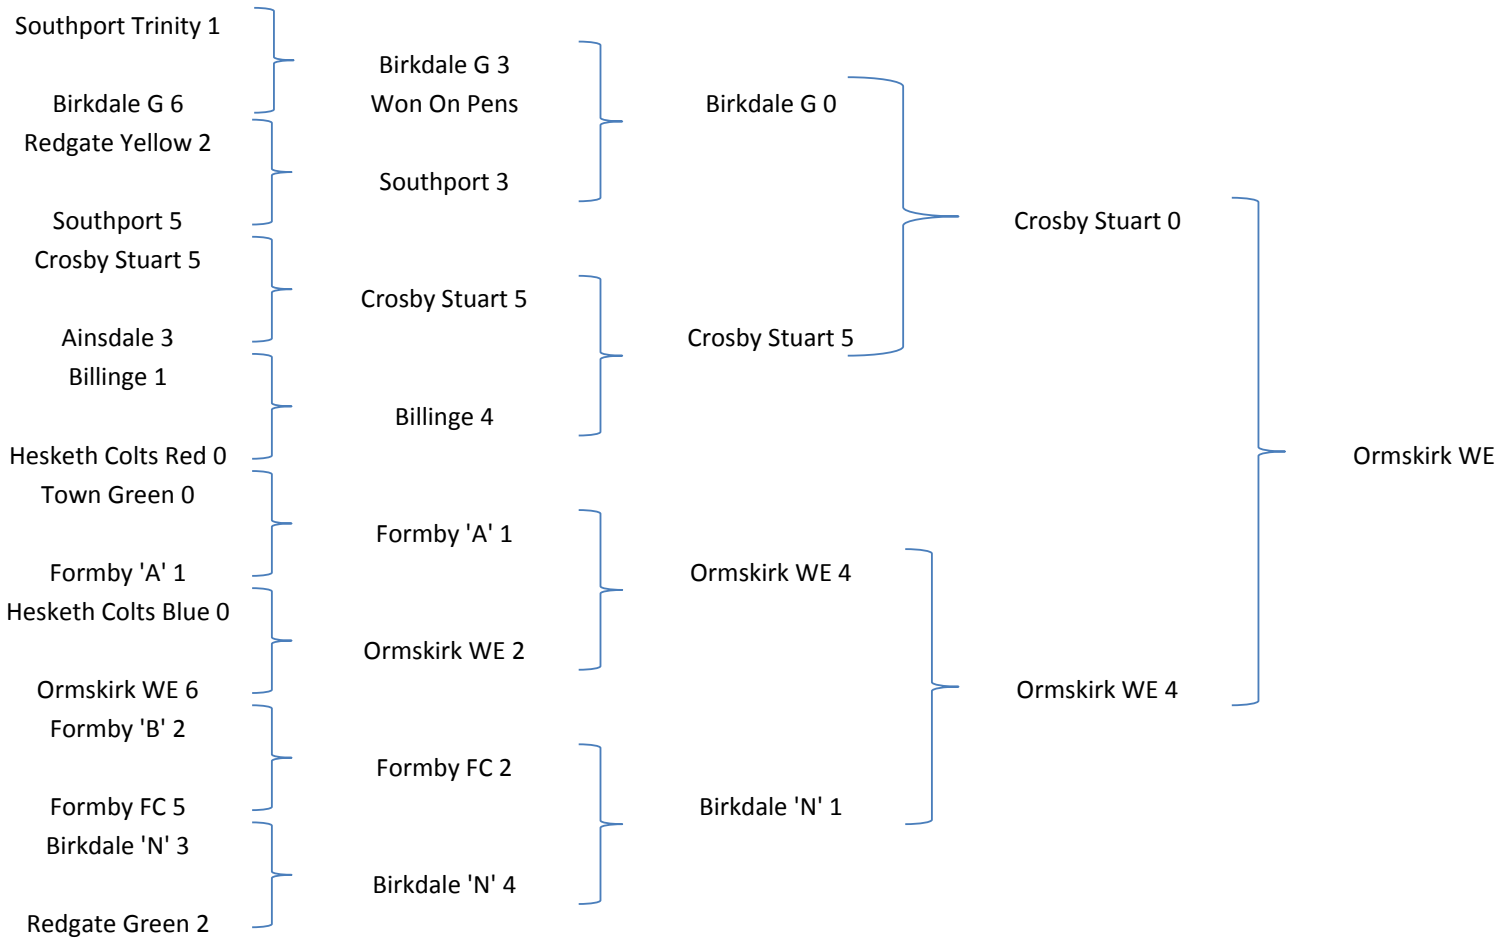 Southport Trinity 1
Birkdale G 6
Redgate Yellow 2
Southport 5
Crosby Stuart 5
Ainsdale 3
Billinge 1
Hesketh Colts Red 0
Town Green 0
Formby 'A' 1
Hesketh Colts Blue 0
Ormskirk WE 6
Formby 'B' 2
Formby FC 5
Birkdale 'N' 3
Redgate Green 2
Birkdale G 3
Won On Pens
Southport 3
Crosby Stuart 5
Billinge 4
Formby 'A' 1
Ormskirk WE 2
Formby FC 2
Birkdale 'N' 4
Birkdale G 0
Crosby Stuart 5
Ormskirk WE 4
Birkdale 'N' 1
Crosby Stuart 0
Ormskirk WE 4
Ormskirk WE